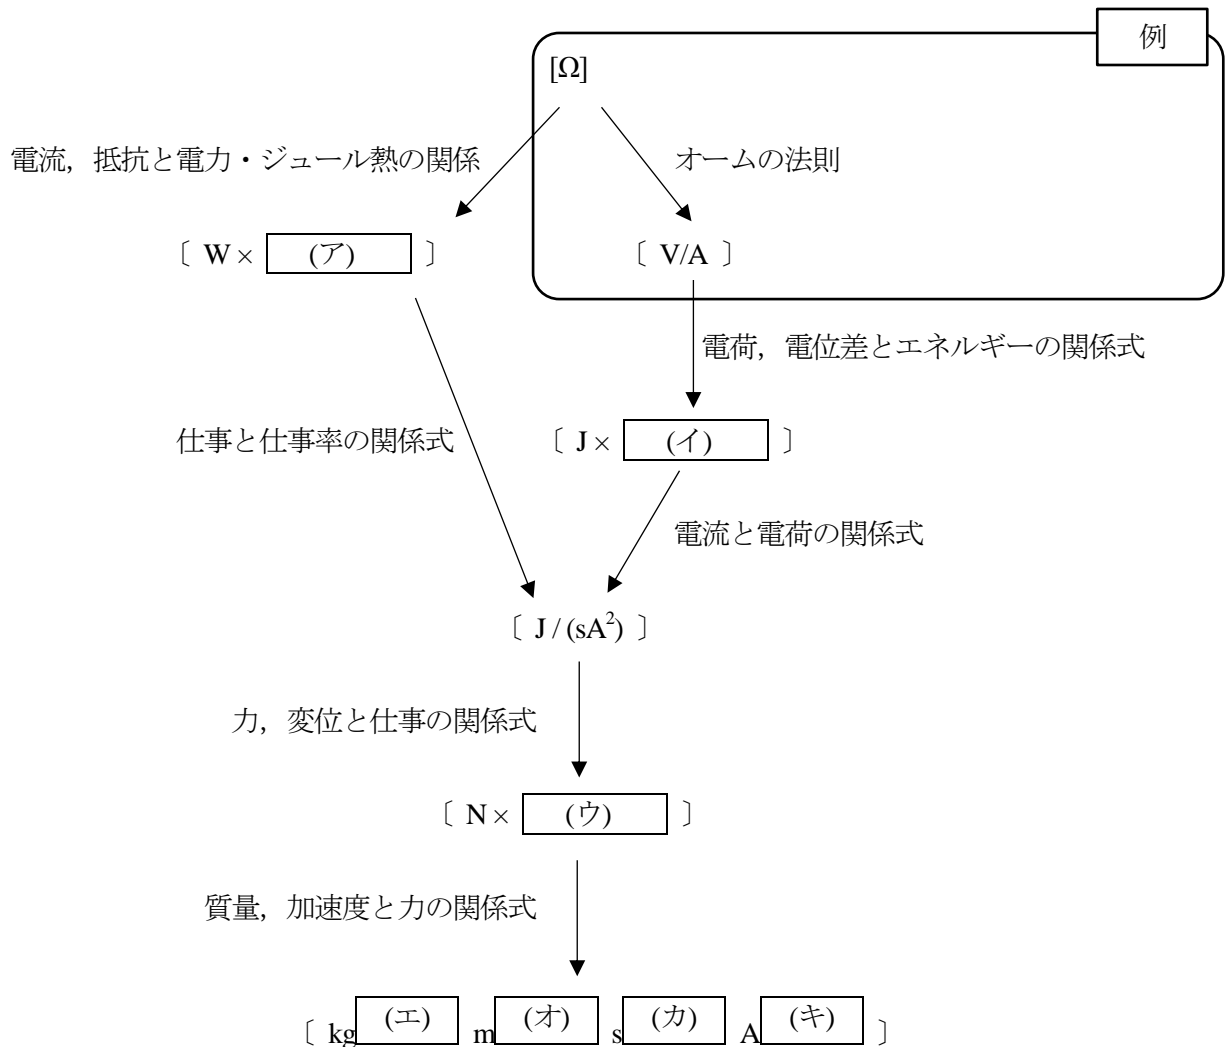 例
[Ω]
電流，抵抗と電力・ジュール熱の関係
オームの法則
〔 W × (ア) 〕
〔 V/A 〕
電荷，電位差とエネルギーの関係式
仕事と仕事率の関係式
〔 J × (イ) 〕
電流と電荷の関係式
〔 J / (sA²) 〕
力，変位と仕事の関係式
〔 N × (ウ) 〕
質量，加速度と力の関係式
〔 kg (エ) m (オ) s (カ) A (キ) 〕